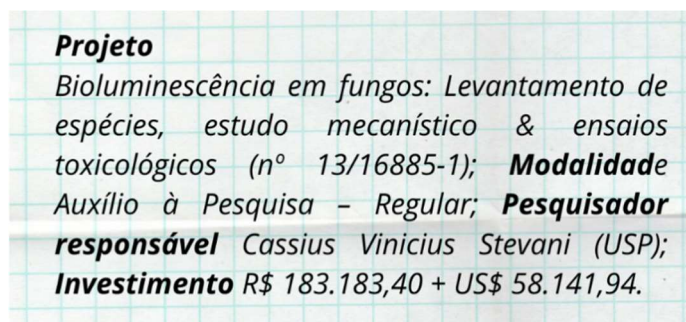 Projeto
Bioluminescência em fungos: Levantamento de
espécies, estudo mecanístico & ensaios
toxicológicos (nº 13/16885-1); Modalidade
Auxílio à Pesquisa – Regular; Pesquisador
responsável Cassius Vinicius Stevani (USP);
Investimento R$ 183.183,40 + US$ 58.141,94.